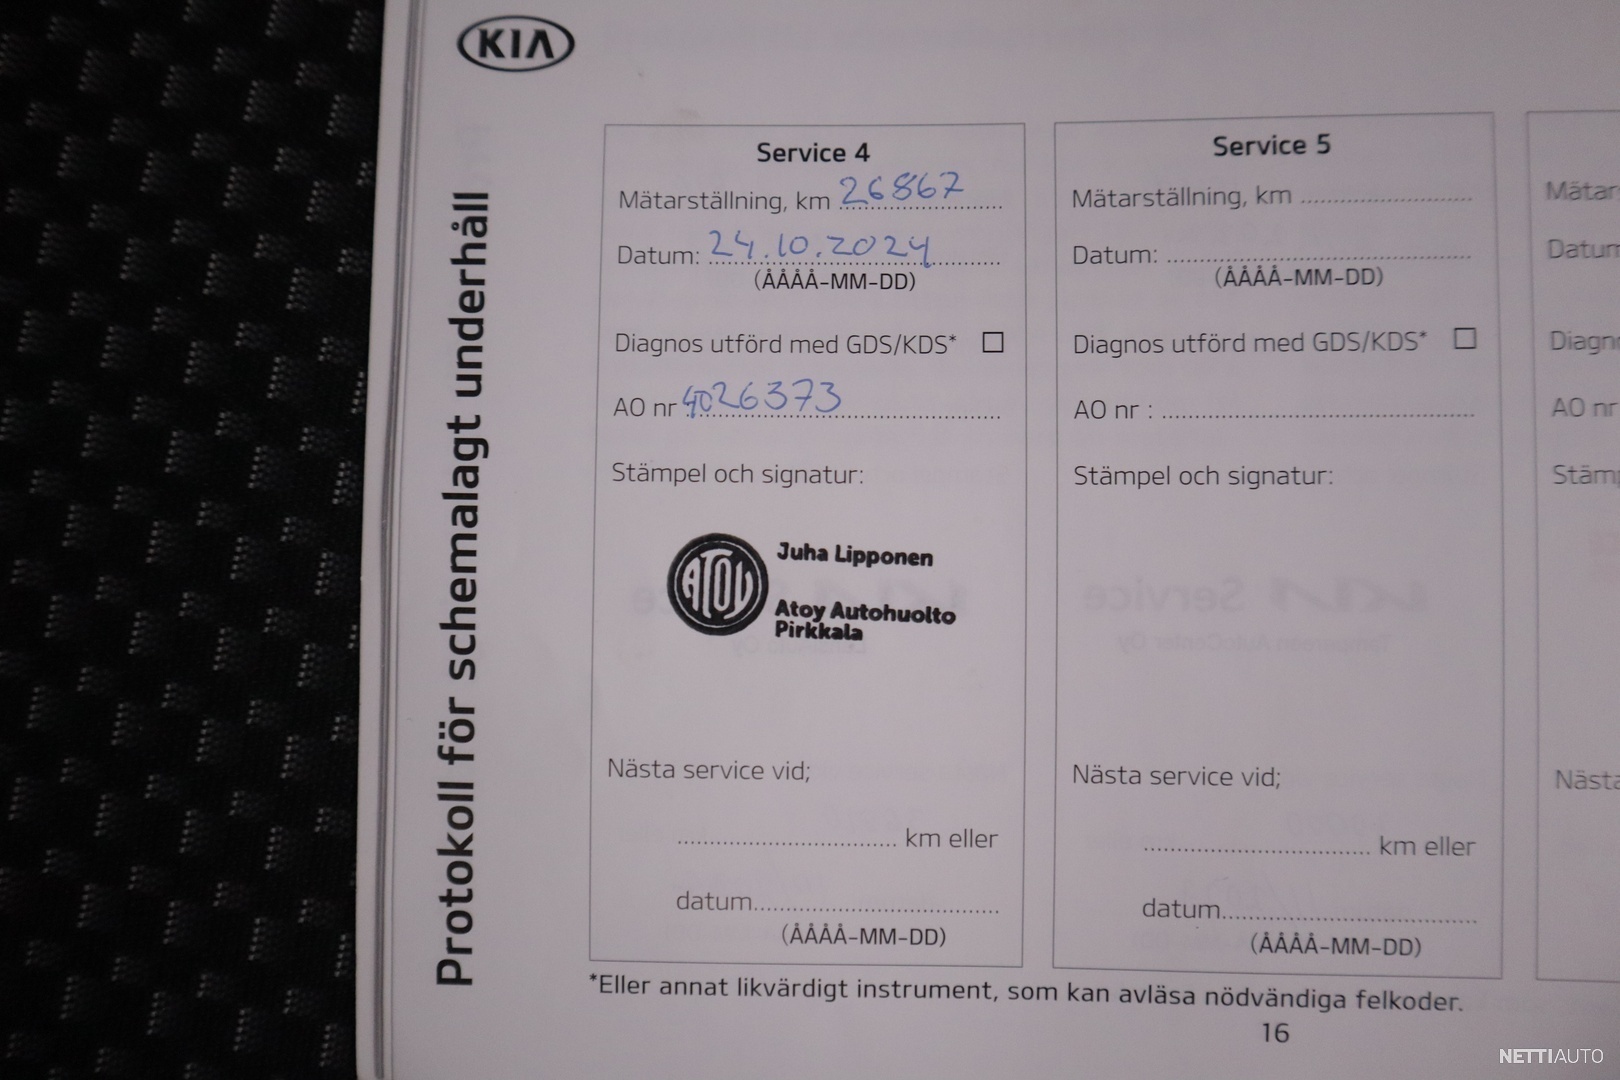 KIA
Protokoll för schemalagt underhåll
Service 4
Mätarställning, km 26867
Datum: 24.10.2024
(ÅÅÅÅ-MM-DD)
Diagnos utförd med GDS/KDS*
AO nr 4026373
Stämpel och signatur:
ATOY
Juha Lipponen
Atoy Autohuolto
Pirkkala
Nästa service vid;
km eller
datum
(ÅÅÅÅ-MM-DD)
Service 5
Mätarställning, km
Datum:
(ÅÅÅÅ-MM-DD)
Diagnos utförd med GDS/KDS*
AO nr :
Stämpel och signatur:
Nästa service vid;
km eller
datum
(ÅÅÅÅ-MM-DD)
Mätar
Datum
Diagn
AO nr
Stämp
Nästa
*Eller annat likvärdigt instrument, som kan avläsa nödvändiga felkoder.
16
NETTIAUTO